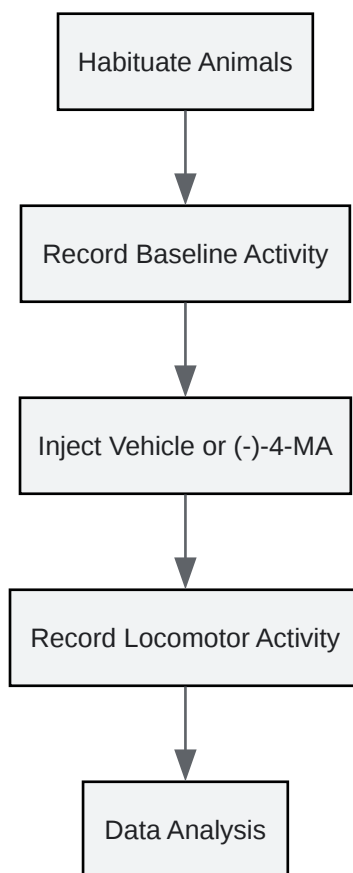 Habituate Animals
Record Baseline Activity
Inject Vehicle or (-)-4-MA
Record Locomotor Activity
Data Analysis